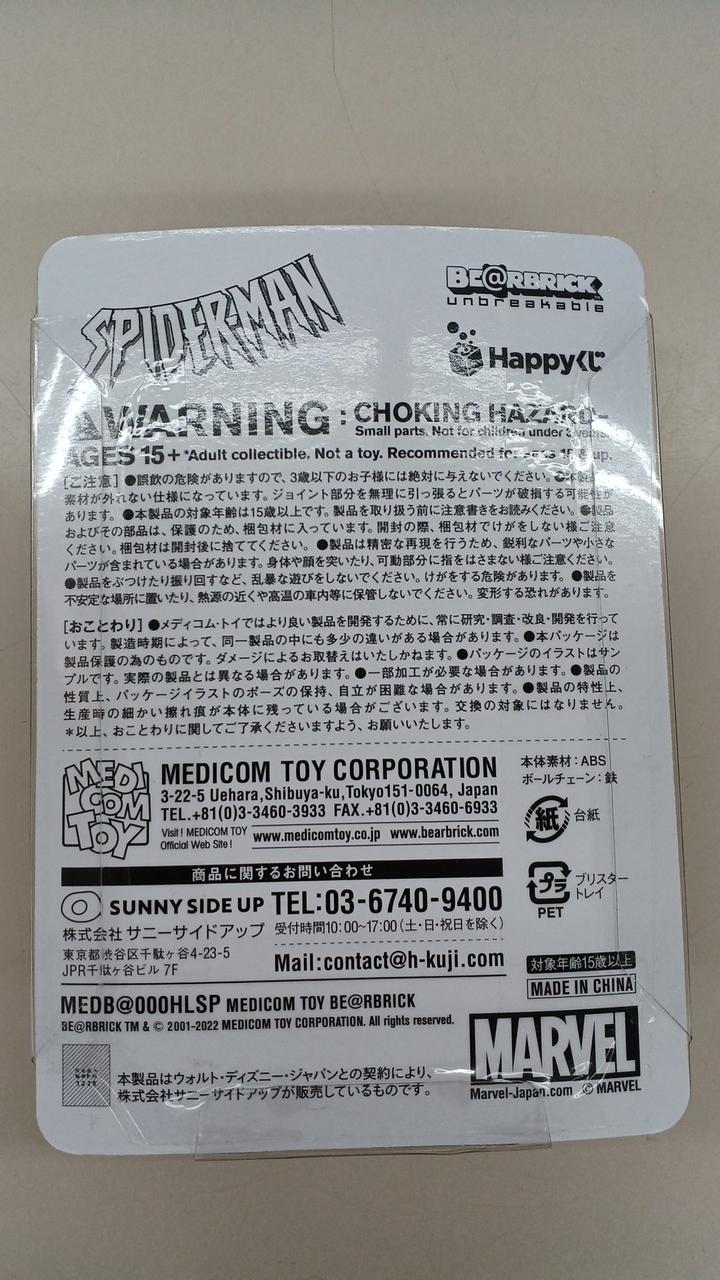 SPIDER-MAN
BE@RBRICK
unbreakable
Happyくじ
WARNING : CHOKING HAZARD-
Small parts. Not for children under 3 years.
AGES 15+ *Adult collectible. Not a toy. Recommended for ages 15 & up.
[ご注意] ●誤飲の危険がありますので、3歳以下のお子様には絶対に与えないでください。●本製品は
素材が外れない仕様になっています。ジョイント部分を無理に引っ張るとパーツが破損する可能性が
あります。●本製品の対象年齢は15歳以上です。製品を取り扱う前に注意書きをお読みください。●製品
およびその部品は、保護のため、梱包材に入っています。開封の際、梱包材でけがをしない様ご注意
ください。梱包材は開封後に捨ててください。●製品は精密な再現を行うため、鋭利なパーツや小さな
パーツが含まれている場合があります。身体や顔を突いたり、可動部分に指をはさまない様ご注意ください。
●製品をぶつけたり振り回すなど、乱暴な遊びをしないでください。けがをする危険があります。●製品を
不安定な場所に置いたり、熱源の近くや高温の車内等に保管しないでください。変形する恐れがあります。
[おことわり] ●メディコム・トイではより良い製品を開発するために、常に研究・調査・改良・開発を行って
います。製造時期によって、同一製品の中にも多少の違いがある場合があります。●本パッケージは
製品保護の為のものです。ダメージによるお取替えはいたしかねます。●パッケージのイラストはサン
プルです。実際の製品とは異なる場合があります。●一部加工が必要な場合があります。●製品の
性質上、パッケージイラストのポーズの保持、自立が困難な場合があります。●製品の特性上、
生産時の細かい擦れ痕が本体に残っている場合がございます。交換の対象にはなりません。
*以上、おことわりに関してご了承くださいますよう、お願いいたします。
MEDI COM TOY
MEDICOM TOY CORPORATION
3-22-5 Uehara,Shibuya-ku,Tokyo151-0064, Japan
TEL.+81(0)3-3460-3933 FAX.+81(0)3-3460-6933
Visit! MEDICOM TOY
Official Web Site!
www.medicomtoy.co.jp www.bearbrick.com
本体素材:ABS
ボールチェーン:鉄
紙 台紙
プラ ブリスター
トレイ
PET
商品に関するお問い合わせ
SUNNY SIDE UP TEL:03-6740-9400
株式会社 サニーサイドアップ 受付時間10:00~17:00(土・日・祝日を除く)
東京都渋谷区千駄ヶ谷4-23-5
JPR千駄ヶ谷ビル 7F
Mail:contact@h-kuji.com
対象年齢15歳以上
MADE IN CHINA
MEDB@000HLSP MEDICOM TOY BE@RBRICK
BE@RBRICK TM & © 2001-2022 MEDICOM TOY CORPORATION. All rights reserved.
MARVEL
Marvel-Japan.com © MARVEL
本製品はウォルト・ディズニー・ジャパンとの契約により、
株式会社サニーサイドアップが販売しているものです。